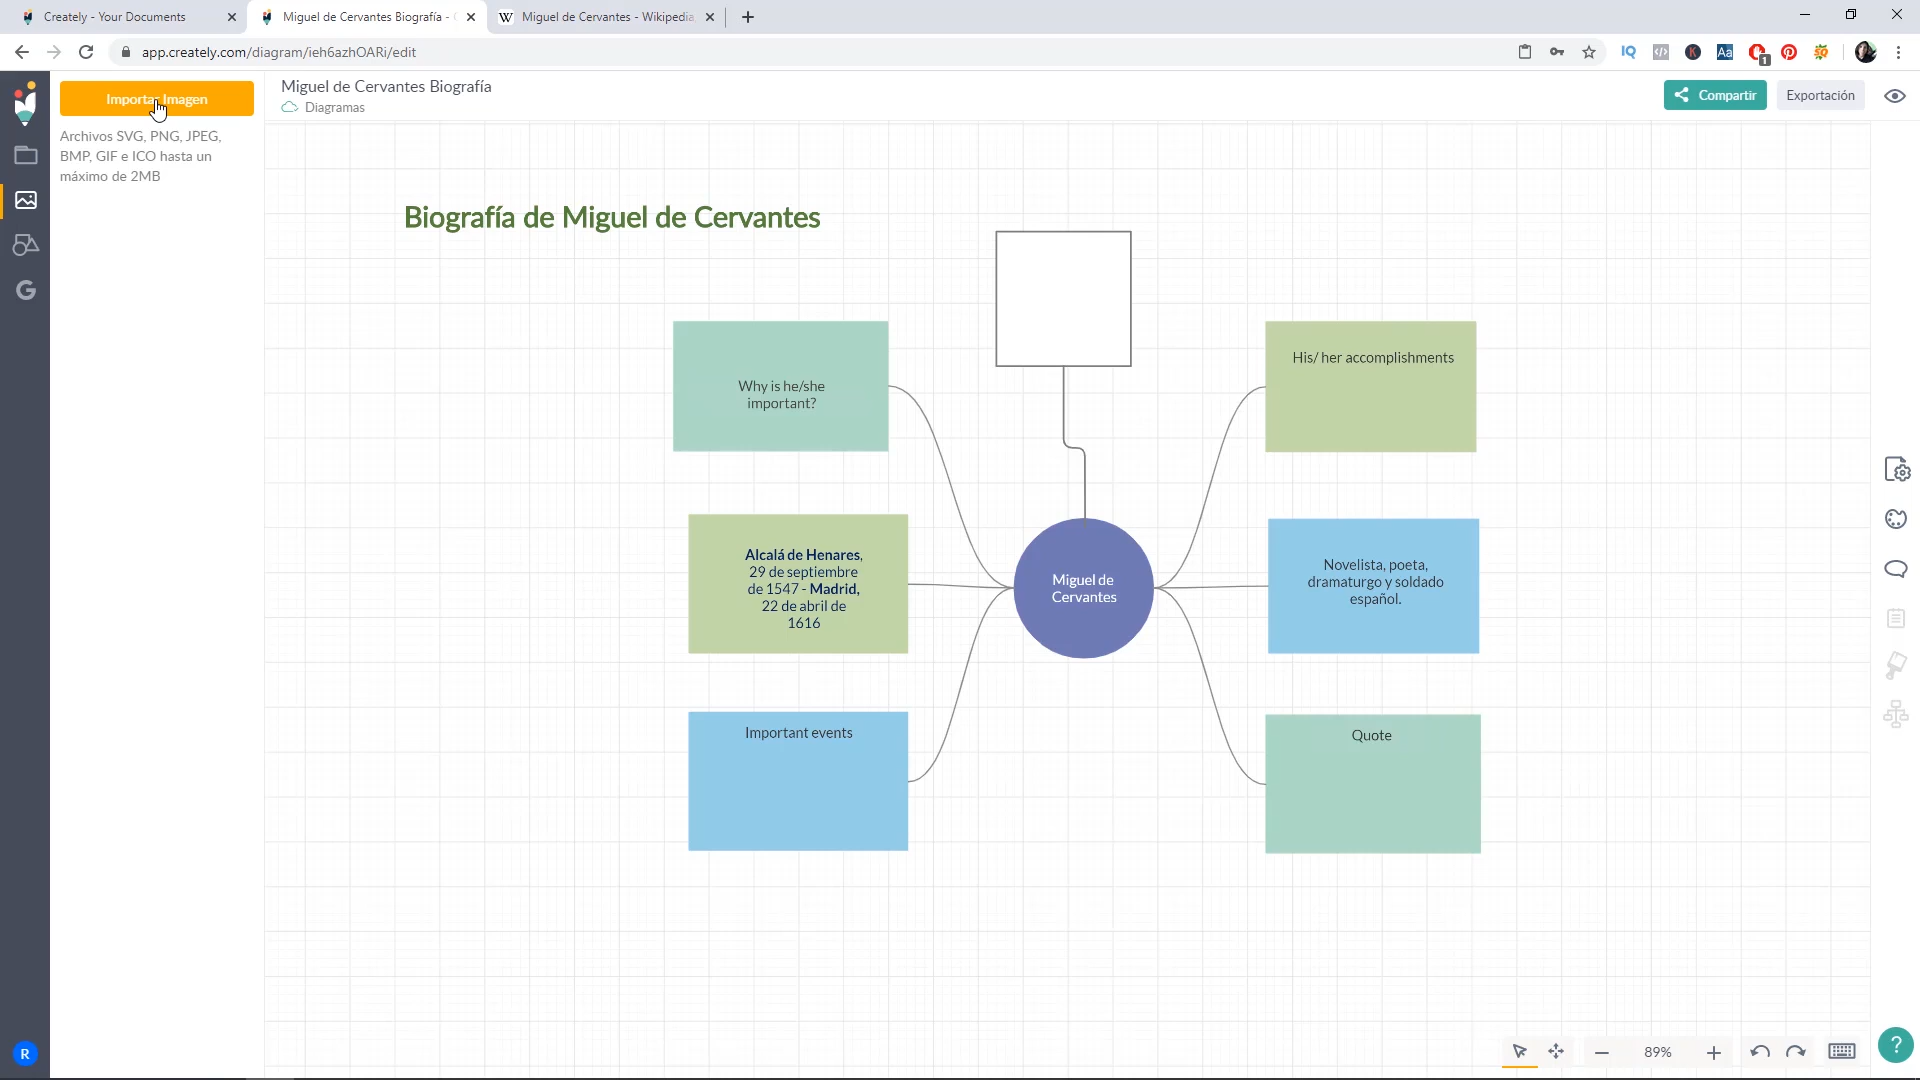 Creately - Your Documents
Miguel de Cervantes Biografía -
Miguel de Cervantes - Wikipedia
app.creately.com/diagram/ieh6azhOARi/edit
IQ
K
Aa
1
Importar Imagen
Archivos SVG, PNG, JPEG,
BMP, GIF e ICO hasta un
máximo de 2MB
Miguel de Cervantes Biografía
Diagramas
Compartir
Exportación
Biografía de Miguel de Cervantes
Why is he/she
important?
His/ her accomplishments
Alcalá de Henares,
29 de septiembre
de 1547 - Madrid,
22 de abril de
1616
Miguel de
Cervantes
Novelista, poeta,
dramaturgo y soldado
español.
Important events
Quote
R
89%
?